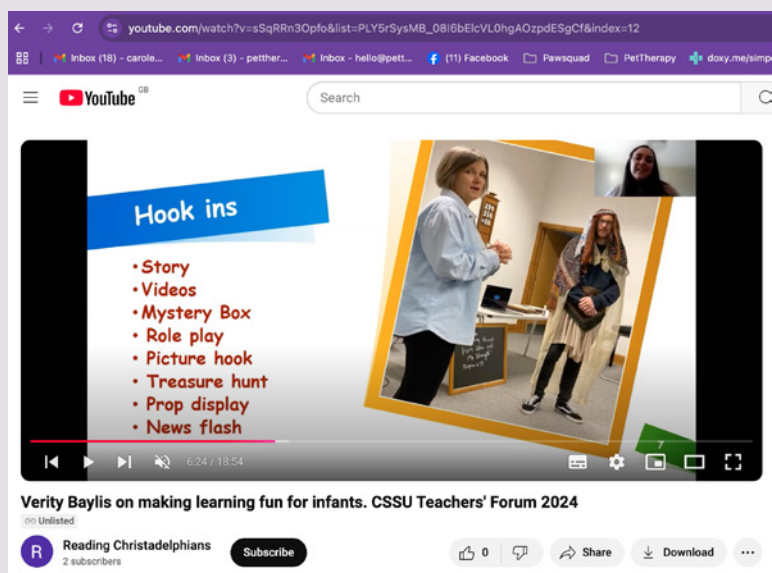 youtube.com/watch?v=sSqRRn3Opfo&list=PLY5rSysMB_08I6bElcVL0hgAOzpdESgCf&index=12
Inbox (18) - carole... Inbox (3) - petther... Inbox - hello@pett... (11) Facebook Pawsquad PetTherapy doxy.me/simp
YouTube GB
Search
Hook ins
• Story
• Videos
• Mystery Box
• Role play
• Picture hook
• Treasure hunt
• Prop display
• News flash
7
6:24 / 18:54
Verity Baylis on making learning fun for infants. CSSU Teachers' Forum 2024
Unlisted
R Reading Christadelphians
2 subscribers
Subscribe
0
Share
Download
...